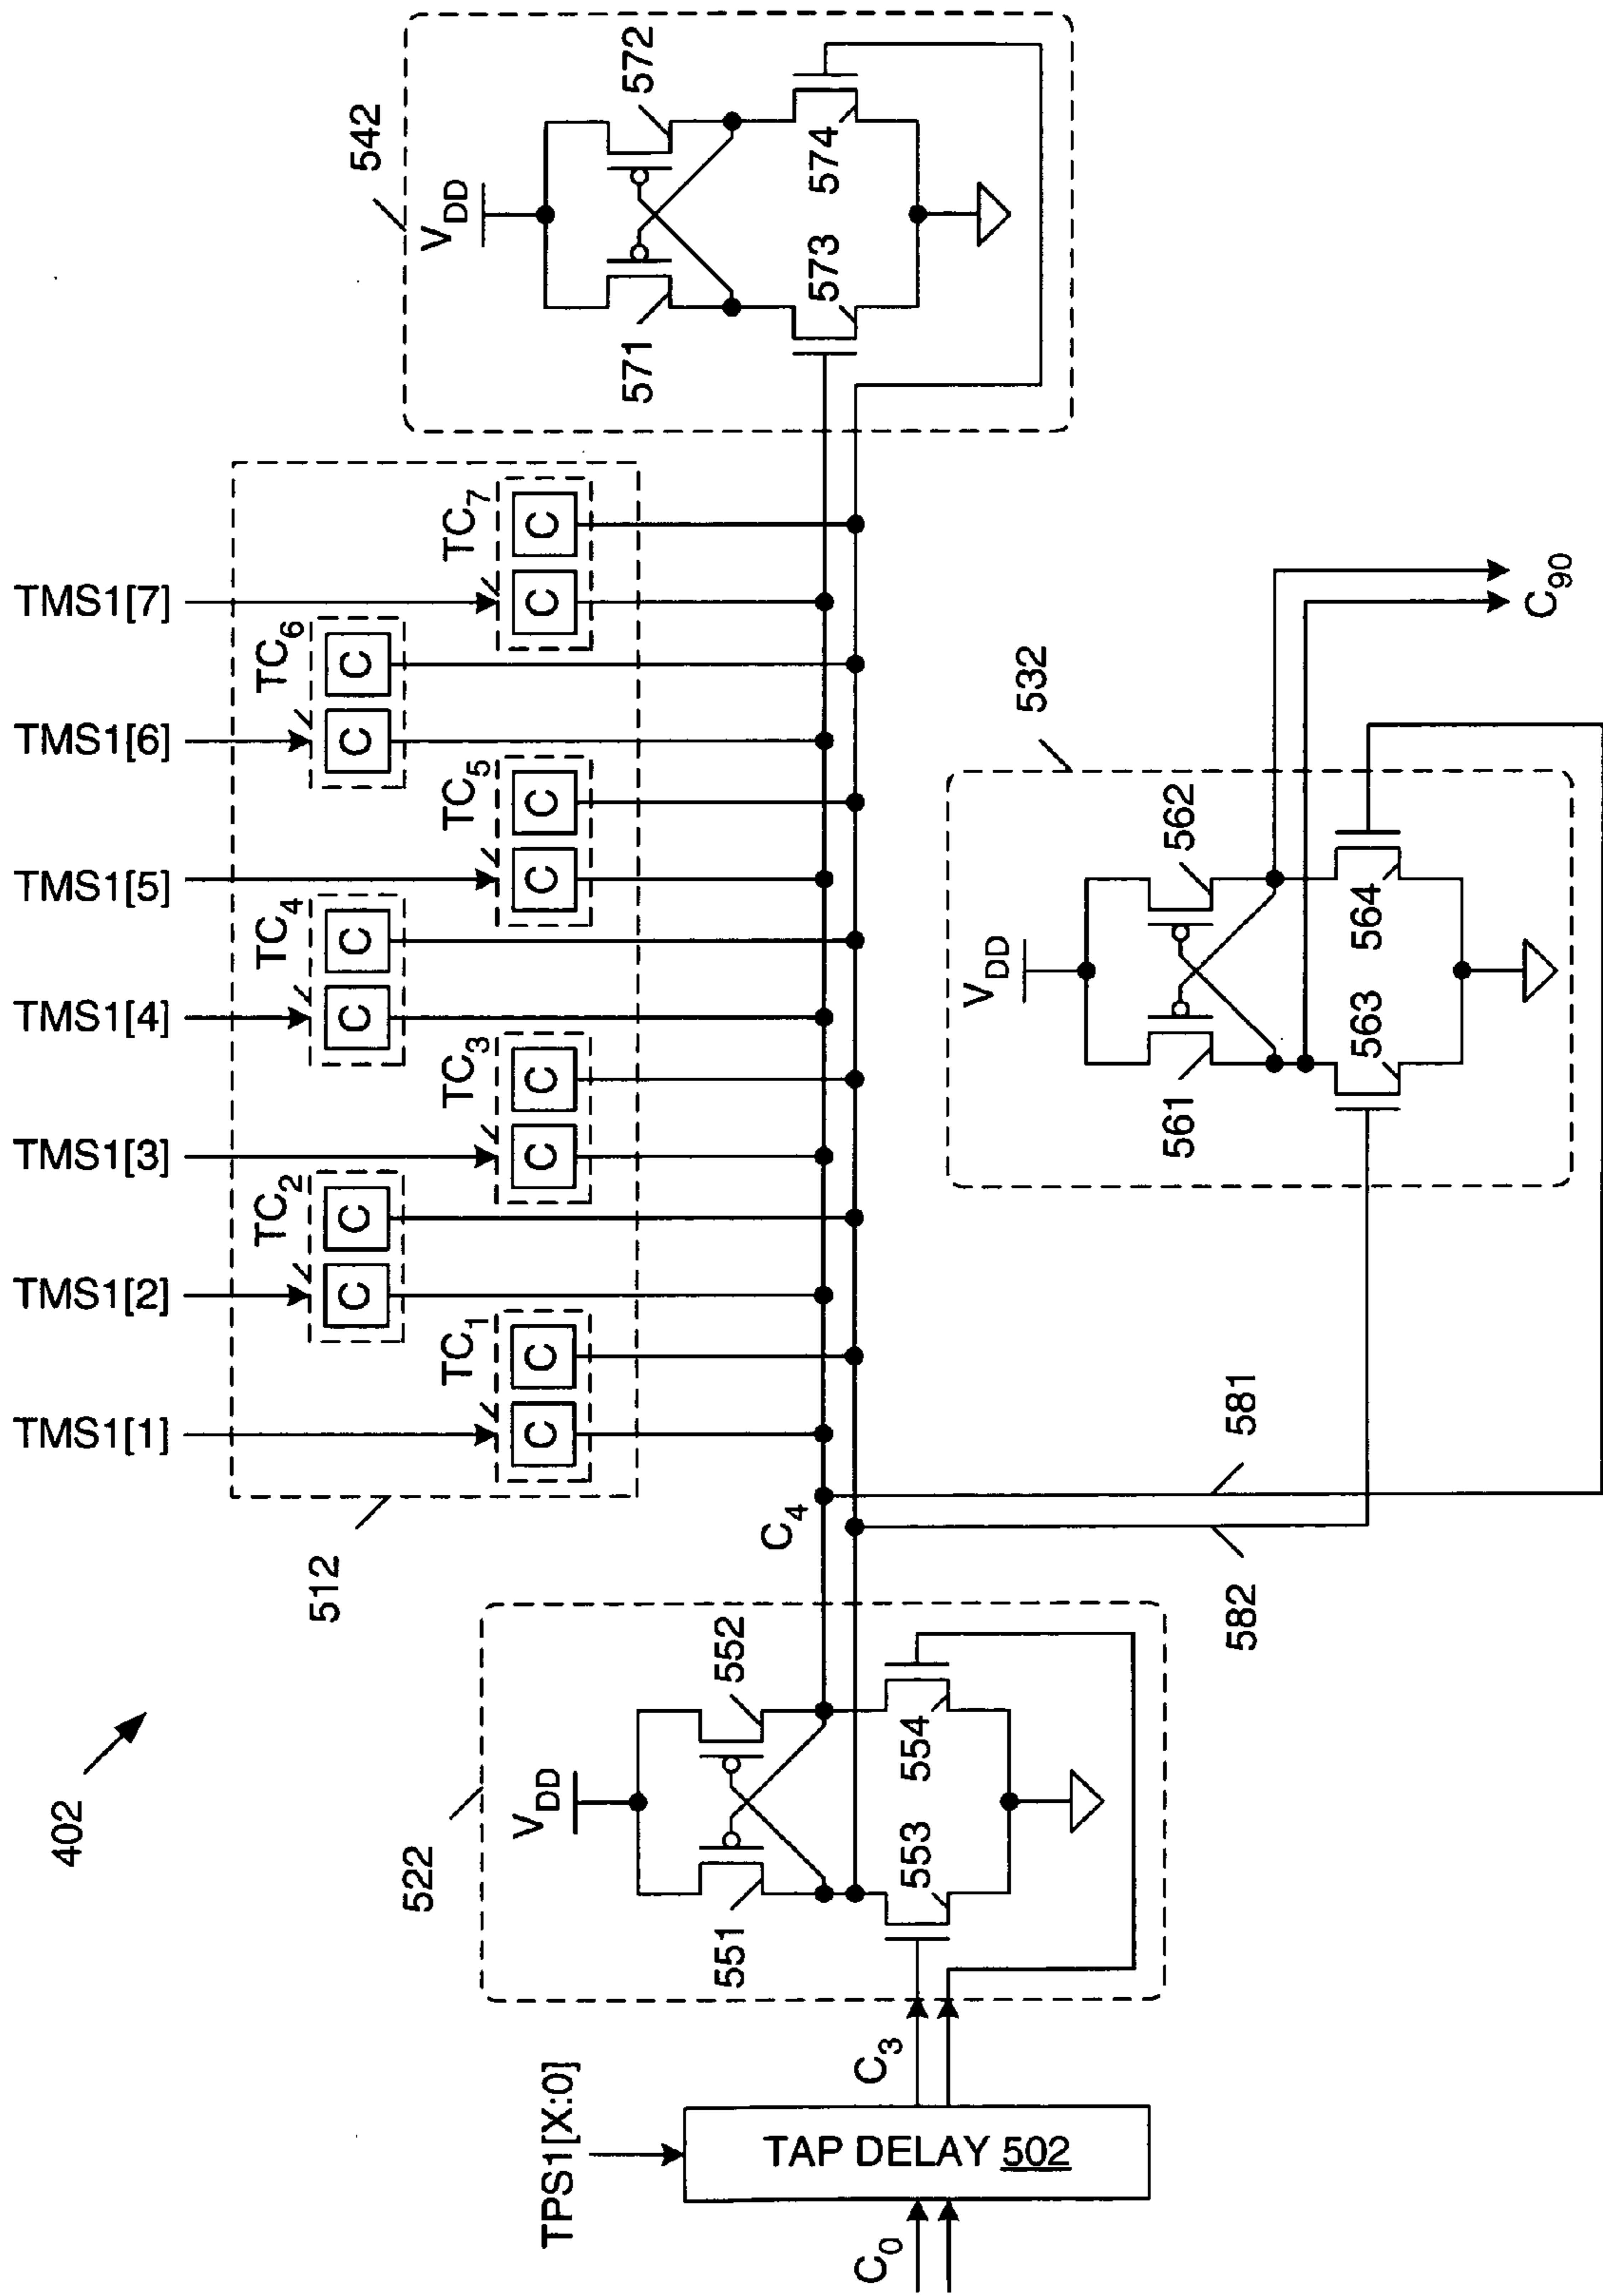 402
TMS1[1]
TMS1[2]
TMS1[3]
TMS1[4]
TMS1[5]
TMS1[6]
TMS1[7]
TC1
TC2
TC3
TC4
TC5
TC6
TC7
C C
C C
C C
C C
C C
C C
C C
512
TPS1[X:0]
C0
TAP DELAY 502
C3
522
VDD
551
552
553
554
C4
581
582
542
VDD
571
572
573
574
532
VDD
561
562
563
564
C90